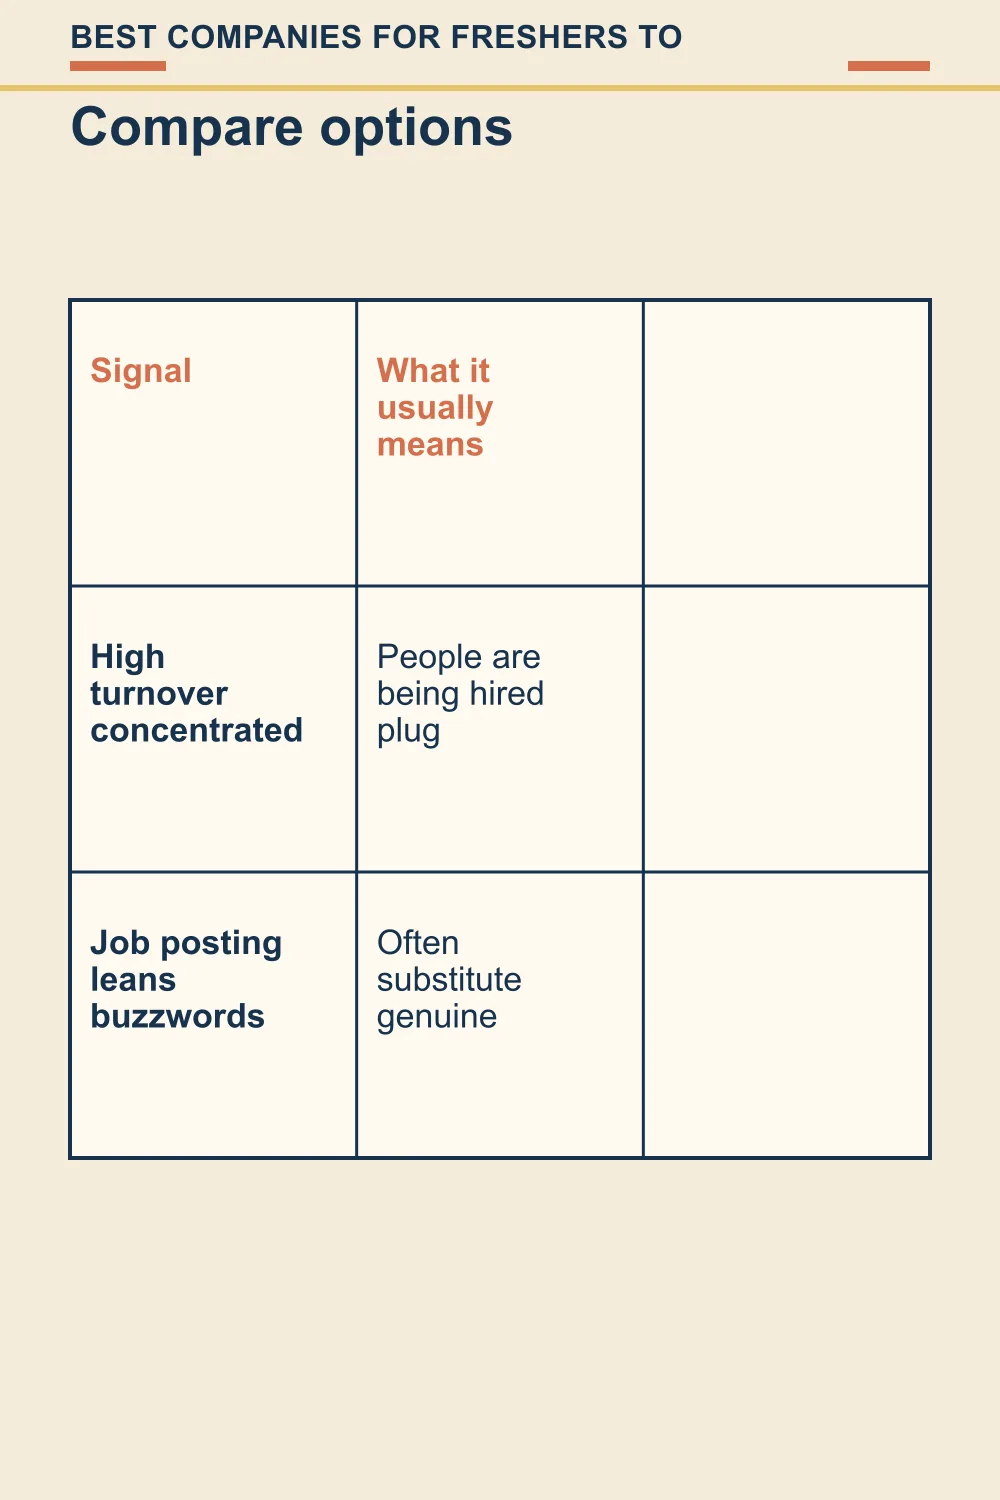 BEST COMPANIES FOR FRESHERS TO
Compare options
Signal
What it
usually
means
High
turnover
concentrated
People are
being hired
plug
Job posting
leans
buzzwords
Often
substitute
genuine